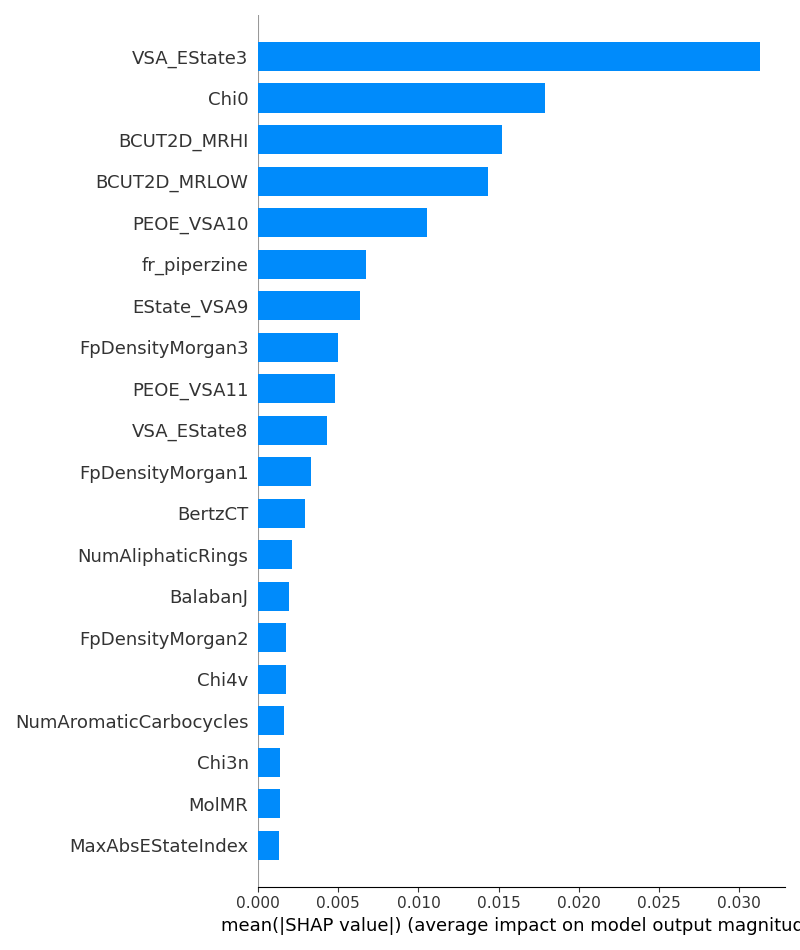 VSA_EState3
Chi0
BCUT2D_MRHI
BCUT2D_MRLOW
PEOE_VSA10
fr_piperzine
EState_VSA9
FpDensityMorgan3
PEOE_VSA11
VSA_EState8
FpDensityMorgan1
BertzCT
NumAliphaticRings
BalabanJ
FpDensityMorgan2
Chi4v
NumAromaticCarbocycles
Chi3n
MolMR
MaxAbsEStateIndex
0.000 0.005 0.010 0.015 0.020 0.025 0.030
mean(|SHAP value|) (average impact on model output magnitud